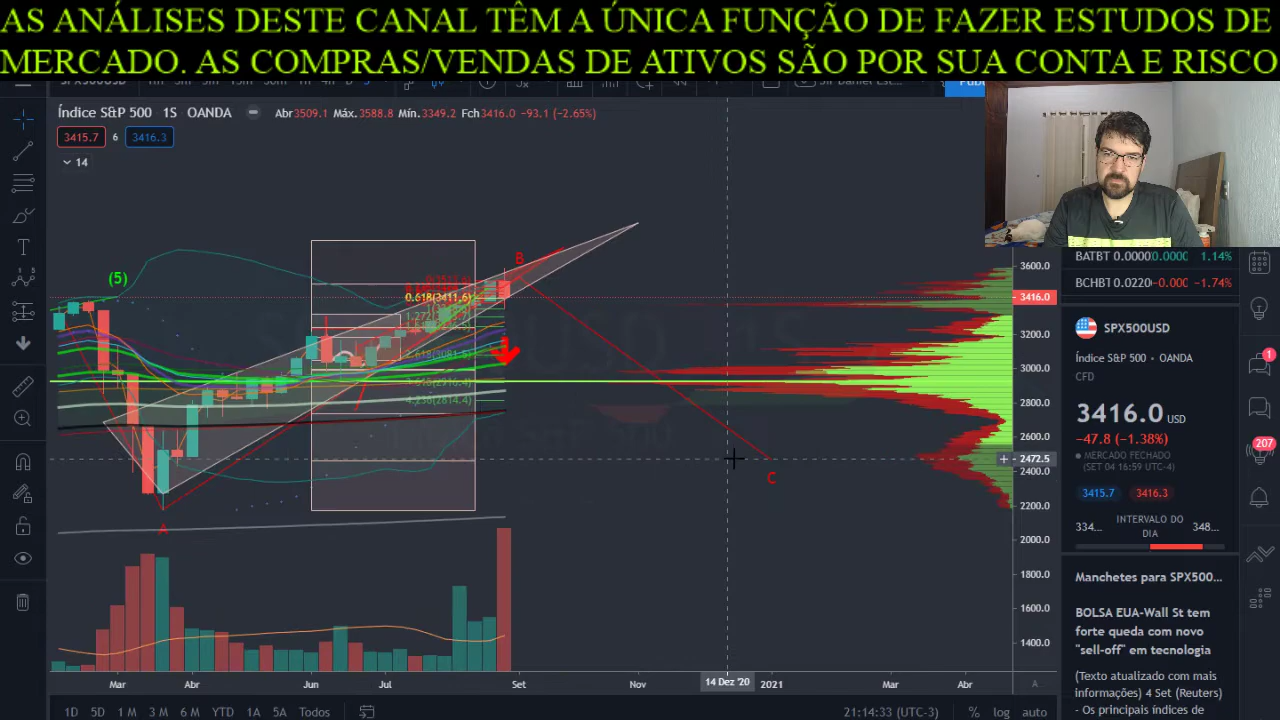 AS ANÁLISES DESTE CANAL TÊM A ÚNICA FUNÇÃO DE FAZER ESTUDOS DE
MERCADO. AS COMPRAS/VENDAS DE ATIVOS SÃO POR SUA CONTA E RISCO
Índice S&P 500 1S OANDA Abr3509.1 Máx.3588.8 Mín.3349.2 Fch3416.0 −93.1 (−2.65%)
3415.7 6 3416.3
14
(5)
B
0.618(3411.6)
C
A
3600.0
3416.0
3200.0
3000.0
2800.0
2600.0
2472.5
2400.0
2200.0
2000.0
1800.0
1600.0
1400.0
Mar Abr Jun Jul Set Nov 14 Dez '20 2021 Mar Abr A
1D 5D 1 M 3 M 6 M YTD 1A 5A Todos 21:14:33 (UTC-3) % log auto
BATBT 0.0000 1.14%
BCHBT 0.0220 −1.74%
SPX500USD
Índice S&P 500 • OANDA
CFD
3416.0 USD
−47.8 (−1.38%)
MERCADO FECHADO
(SET 04 16:59 UTC-4)
3415.7 3416.3
334... INTERVALO DO DIA 348...
Manchetes para SPX500...
BOLSA EUA-Wall St tem
forte queda com novo
"sell-off" em tecnologia
(Texto atualizado com mais
informações) 4 Set (Reuters)
- Os principais índices de
1
207